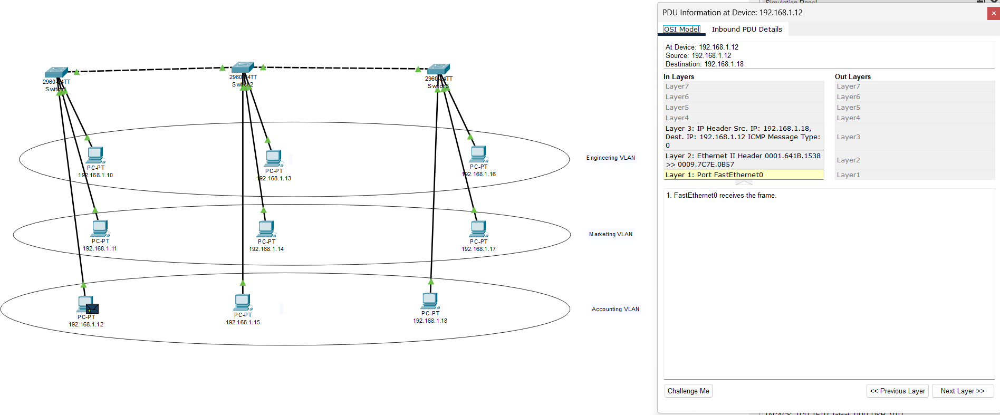 Simulation Panel
PDU Information at Device: 192.168.1.12
OSI Model Inbound PDU Details
At Device: 192.168.1.12
Source: 192.168.1.12
Destination: 192.168.1.18
In Layers Out Layers
Layer7 Layer7
Layer6 Layer6
Layer5 Layer5
Layer4 Layer4
Layer 3: IP Header Src. IP: 192.168.1.18,
Dest. IP: 192.168.1.12 ICMP Message Type: Layer3
0
Layer 2: Ethernet II Header 0001.641B.1538
>> 0009.7C7E.0B57 Layer2
Layer 1: Port FastEthernet0 Layer1
1. FastEthernet0 receives the frame.
Challenge Me << Previous Layer Next Layer >>
2960-24TT
Switch1
2960-24TT
Switch2
2960-24TT
Switch3
PC-PT
192.168.1.10
PC-PT
192.168.1.13
PC-PT
192.168.1.16
Engineering VLAN
PC-PT
192.168.1.11
PC-PT
192.168.1.14
PC-PT
192.168.1.17
Marketing VLAN
PC-PT
192.168.1.12
PC-PT
192.168.1.15
PC-PT
192.168.1.18
Accounting VLAN